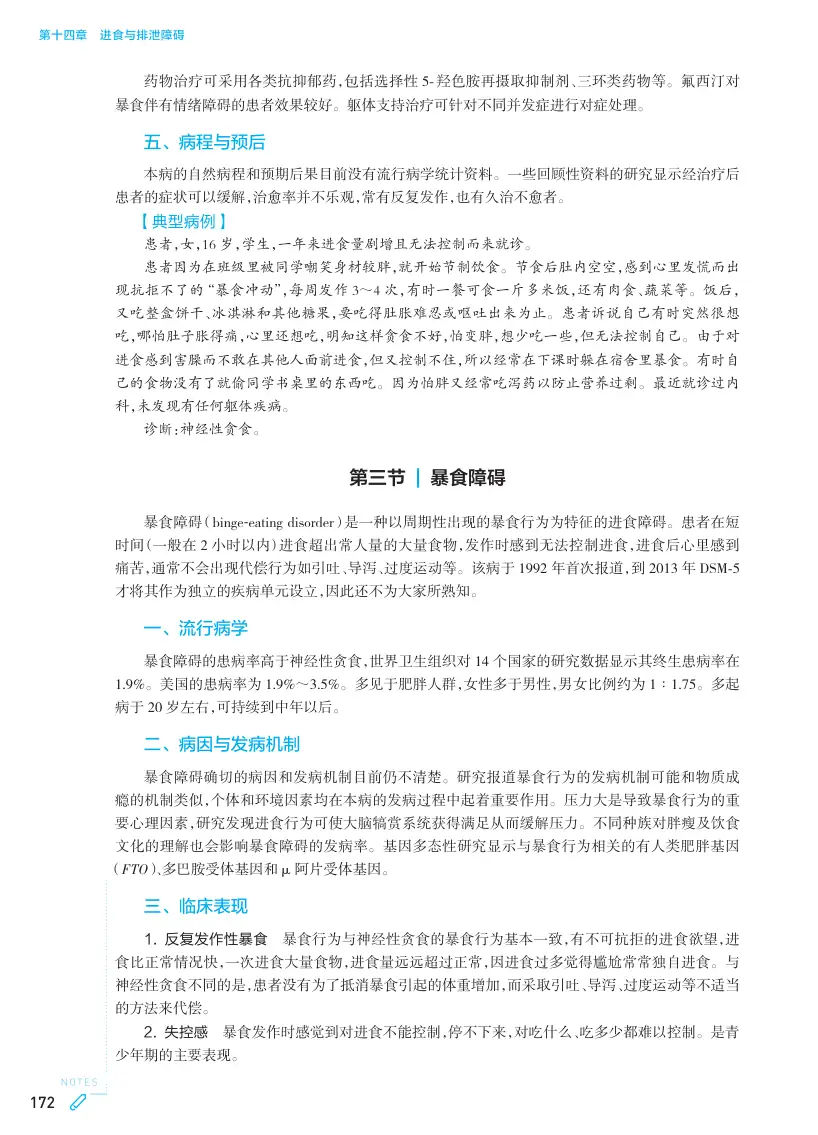 第十四章　进食与排泄障碍
药物治疗可采用各类抗抑郁药,包括选择性 5-羟色胺再摄取抑制剂、三环类药物等。氟西汀对
暴食伴有情绪障碍的患者效果较好。躯体支持治疗可针对不同并发症进行对症处理。
五、病程与预后
本病的自然病程和预期后果目前没有流行病学统计资料。一些回顾性资料的研究显示经治疗后
患者的症状可以缓解,治愈率并不乐观,常有反复发作,也有久治不愈者。
【典型病例】
患者,女,16 岁,学生,一年来进食量剧增且无法控制而来就诊。
患者因为在班级里被同学嘲笑身材较胖,就开始节制饮食。节食后肚内空空,感到心里发慌而出
现抗拒不了的“暴食冲动”,每周发作 3～4 次,有时一餐可食一斤多米饭,还有肉食、蔬菜等。饭后,
又吃整盒饼干、冰淇淋和其他糖果,要吃得肚胀难忍或呕吐出来为止。患者诉说自己有时突然很想
吃,哪怕肚子胀得痛,心里还想吃,明知这样贪食不好,怕变胖,想少吃一些,但无法控制自己。由于对
进食感到害臊而不敢在其他人面前进食,但又控制不住,所以经常在下课时躲在宿舍里暴食。有时自
己的食物没有了就偷同学书桌里的东西吃。因为怕胖又经常吃泻药以防止营养过剩。最近就诊过内
科,未发现有任何躯体疾病。
诊断:神经性贪食。
第三节｜暴食障碍
暴食障碍(binge-eating disorder)是一种以周期性出现的暴食行为为特征的进食障碍。患者在短
时间(一般在 2 小时以内)进食超出常人量的大量食物,发作时感到无法控制进食,进食后心里感到
痛苦,通常不会出现代偿行为如引吐、导泻、过度运动等。该病于 1992 年首次报道,到 2013 年 DSM-5
才将其作为独立的疾病单元设立,因此还不为大家所熟知。
一、流行病学
暴食障碍的患病率高于神经性贪食,世界卫生组织对 14 个国家的研究数据显示其终生患病率在
1.9%。美国的患病率为 1.9%～3.5%。多见于肥胖人群,女性多于男性,男女比例约为 1∶1.75。多起
病于 20 岁左右,可持续到中年以后。
二、病因与发病机制
暴食障碍确切的病因和发病机制目前仍不清楚。研究报道暴食行为的发病机制可能和物质成
瘾的机制类似,个体和环境因素均在本病的发病过程中起着重要作用。压力大是导致暴食行为的重
要心理因素,研究发现进食行为可使大脑犒赏系统获得满足从而缓解压力。不同种族对胖瘦及饮食
文化的理解也会影响暴食障碍的发病率。基因多态性研究显示与暴食行为相关的有人类肥胖基因
(FTO)、多巴胺受体基因和 μ 阿片受体基因。
三、临床表现
1. 反复发作性暴食　暴食行为与神经性贪食的暴食行为基本一致,有不可抗拒的进食欲望,进
食比正常情况快,一次进食大量食物,进食量远远超过正常,因进食过多觉得尴尬常常独自进食。与
神经性贪食不同的是,患者没有为了抵消暴食引起的体重增加,而采取引吐、导泻、过度运动等不适当
的方法来代偿。
2. 失控感　暴食发作时感觉到对进食不能控制,停不下来,对吃什么、吃多少都难以控制。是青
少年期的主要表现。
NOTES
172